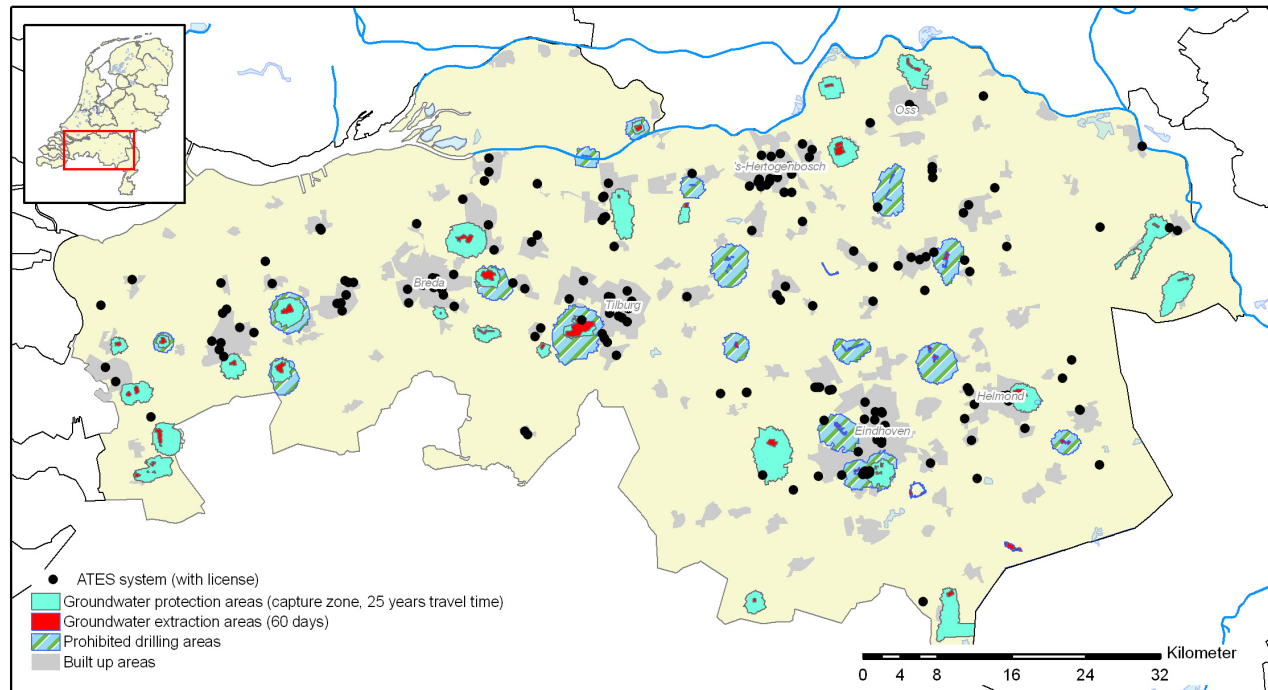 Oss
's-Hertogenbosch
Breda
Tilburg
Helmond
Eindhoven
ATES system (with license)
Groundwater protection areas (capture zone, 25 years travel time)
Groundwater extraction areas (60 days)
Prohibited drilling areas
Built up areas
Kilometer
0 2 4 8 16 24 32